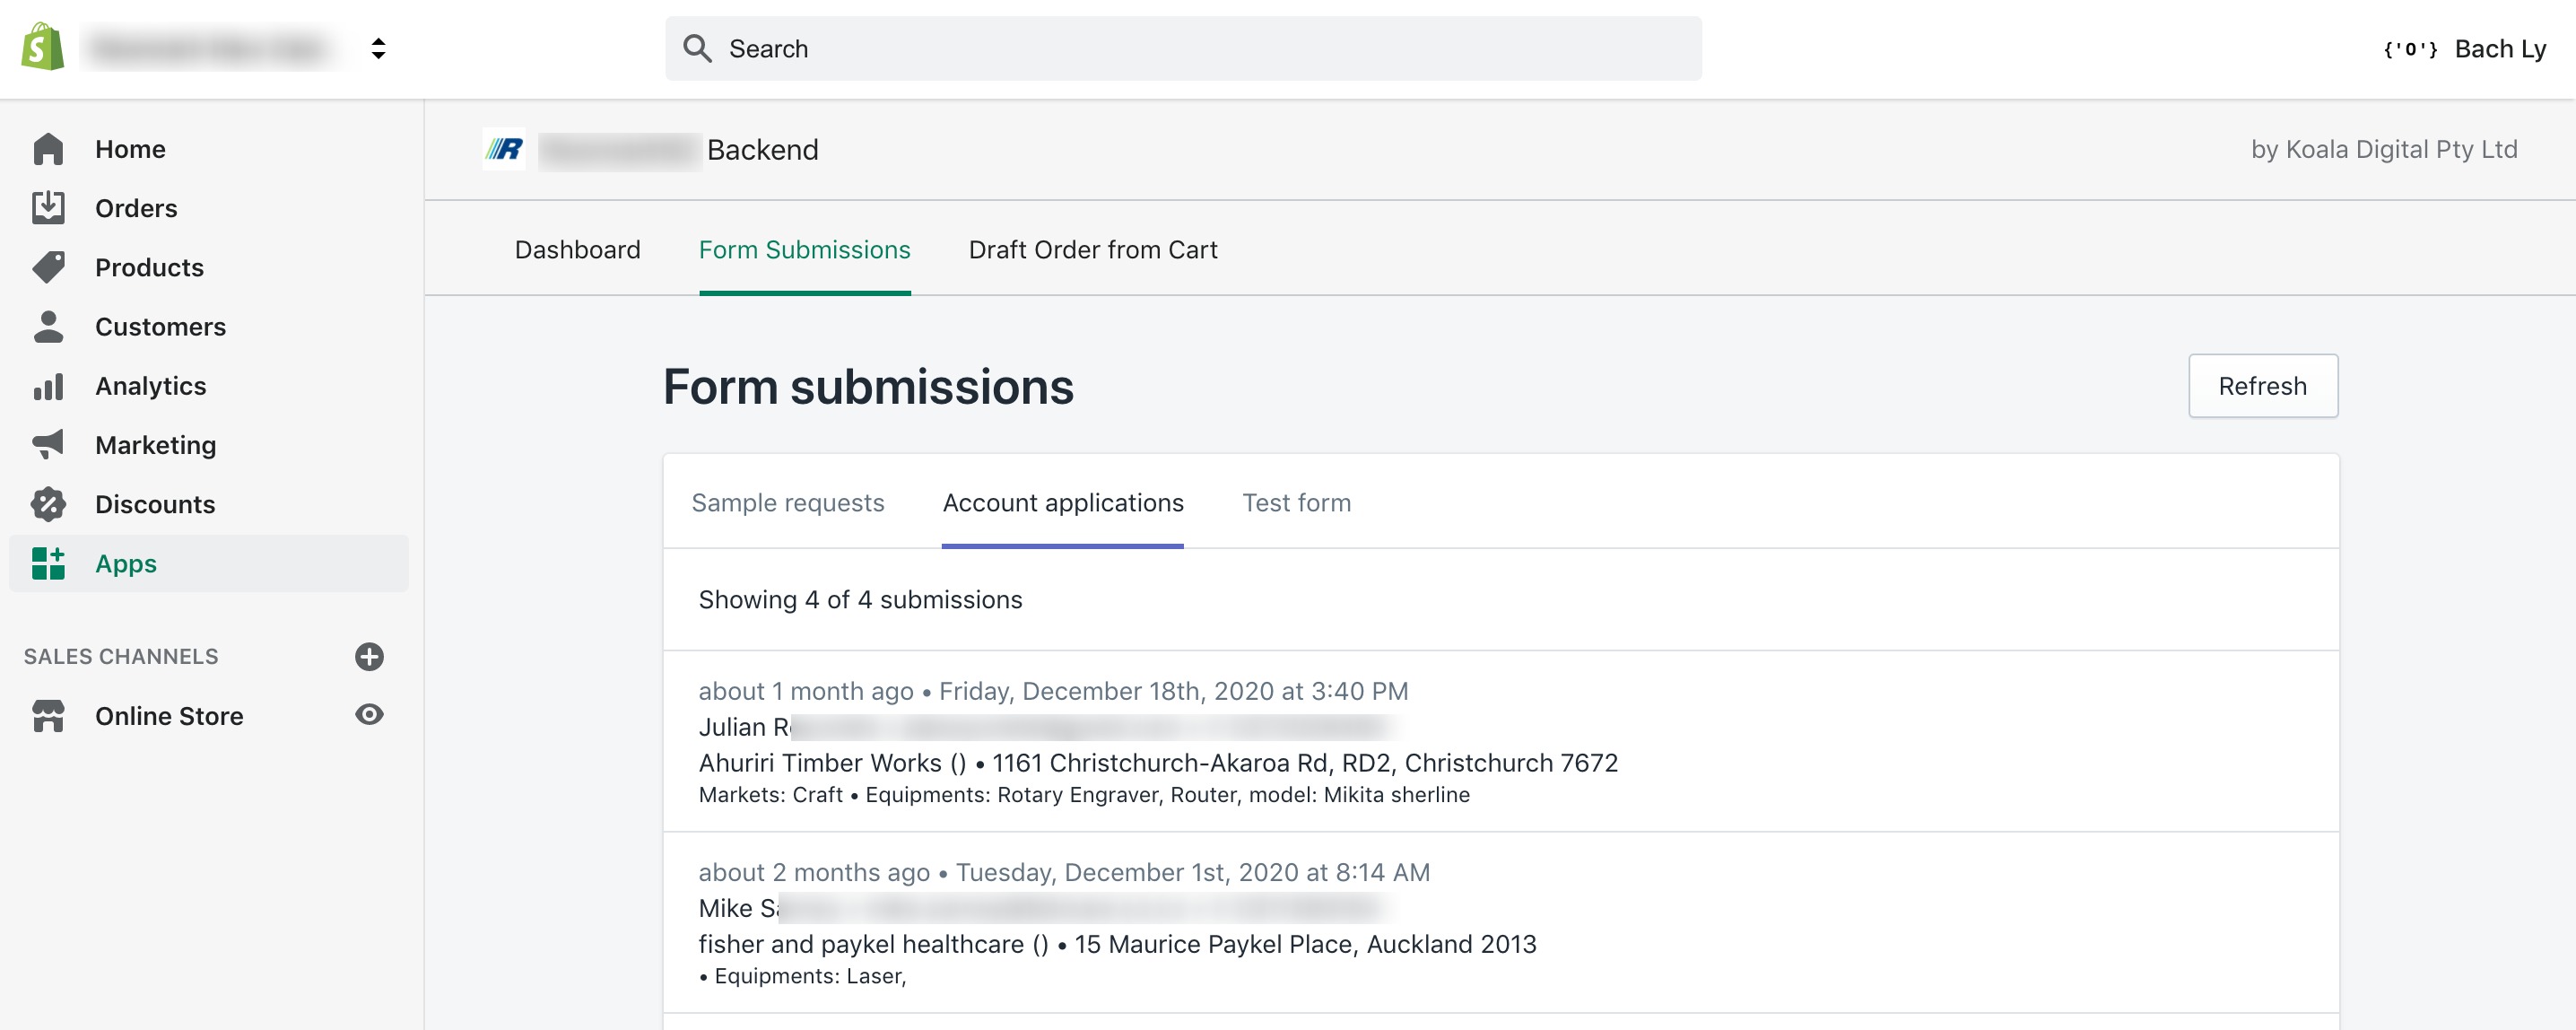 Search
{'0'} Bach Ly
Home
Orders
Products
Customers
Analytics
Marketing
Discounts
Apps
SALES CHANNELS
Online Store
Backend
by Koala Digital Pty Ltd
Dashboard Form Submissions Draft Order from Cart
Form submissions
Refresh
Sample requests Account applications Test form
Showing 4 of 4 submissions
about 1 month ago • Friday, December 18th, 2020 at 3:40 PM
Julian
Ahuriri Timber Works () • 1161 Christchurch-Akaroa Rd, RD2, Christchurch 7672
Markets: Craft • Equipments: Rotary Engraver, Router, model: Mikita sherline
about 2 months ago • Tuesday, December 1st, 2020 at 8:14 AM
Mike
fisher and paykel healthcare () • 15 Maurice Paykel Place, Auckland 2013
• Equipments: Laser,